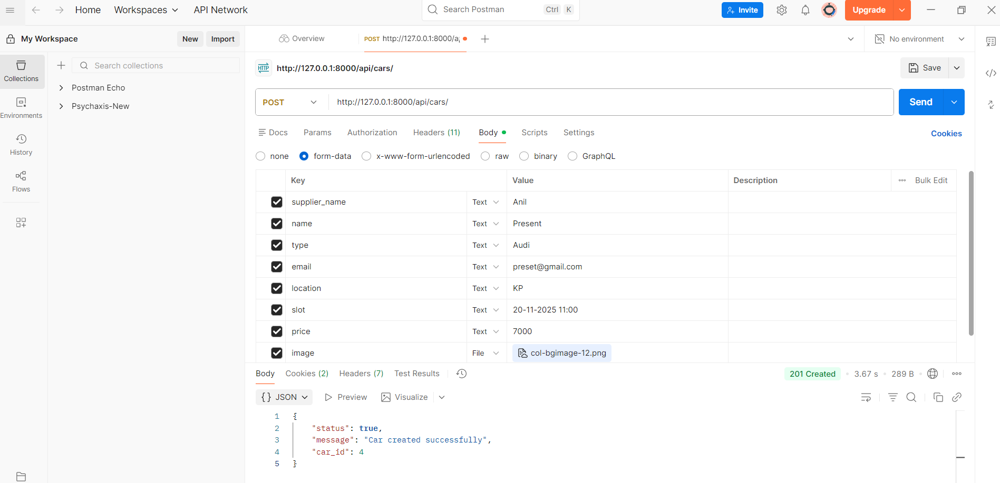 Home Workspaces API Network Search Postman Ctrl K Invite Upgrade
My Workspace New Import Overview POST http://127.0.0.1:8000/a No environment
Collections
Environments
History
Flows
Search collections
Postman Echo
Psychaxis-New
HTTP http://127.0.0.1:8000/api/cars/ Save
POST http://127.0.0.1:8000/api/cars/ Send
Docs Params Authorization Headers (11) Body Scripts Settings Cookies
none form-data x-www-form-urlencoded raw binary GraphQL
Key Value Description Bulk Edit
supplier_name Text Anil
name Text Present
type Text Audi
email Text preset@gmail.com
location Text KP
slot Text 20-11-2025 11:00
price Text 7000
image File col-bgimage-12.png
Body Cookies (2) Headers (7) Test Results 201 Created 3.67 s 289 B
{} JSON Preview Visualize
1 {
2 "status": true,
3 "message": "Car created successfully",
4 "car_id": 4
5 }